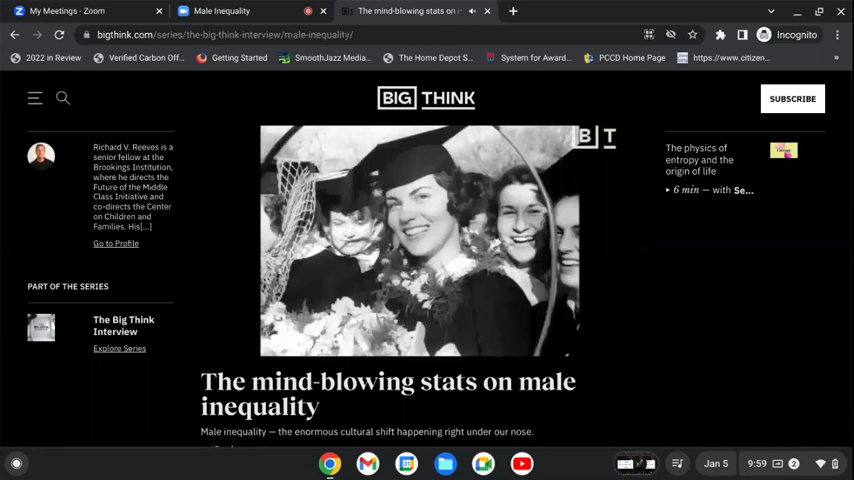 My Meetings - Zoom
Male Inequality
The mind-blowing stats on m
bigthink.com/series/the-big-think-interview/male-inequality/
Incognito
2022 in Review
Verified Carbon Off...
Getting Started
SmoothJazz Media...
The Home Depot S...
System for Award...
PCCD Home Page
https://www.citizen...
BIG THINK
SUBSCRIBE
Richard V. Reeves is a
senior fellow at the
Brookings Institution,
where he directs the
Future of the Middle
Class Initiative and
co-directs the Center
on Children and
Families. His[...]
Go to Profile
B T
The physics of
entropy and the
origin of life
6 min — with Se...
PART OF THE SERIES
The Big Think
Interview
Explore Series
The mind-blowing stats on male
inequality
Male inequality — the enormous cultural shift happening right under our nose.
Jan 5
9:59
2